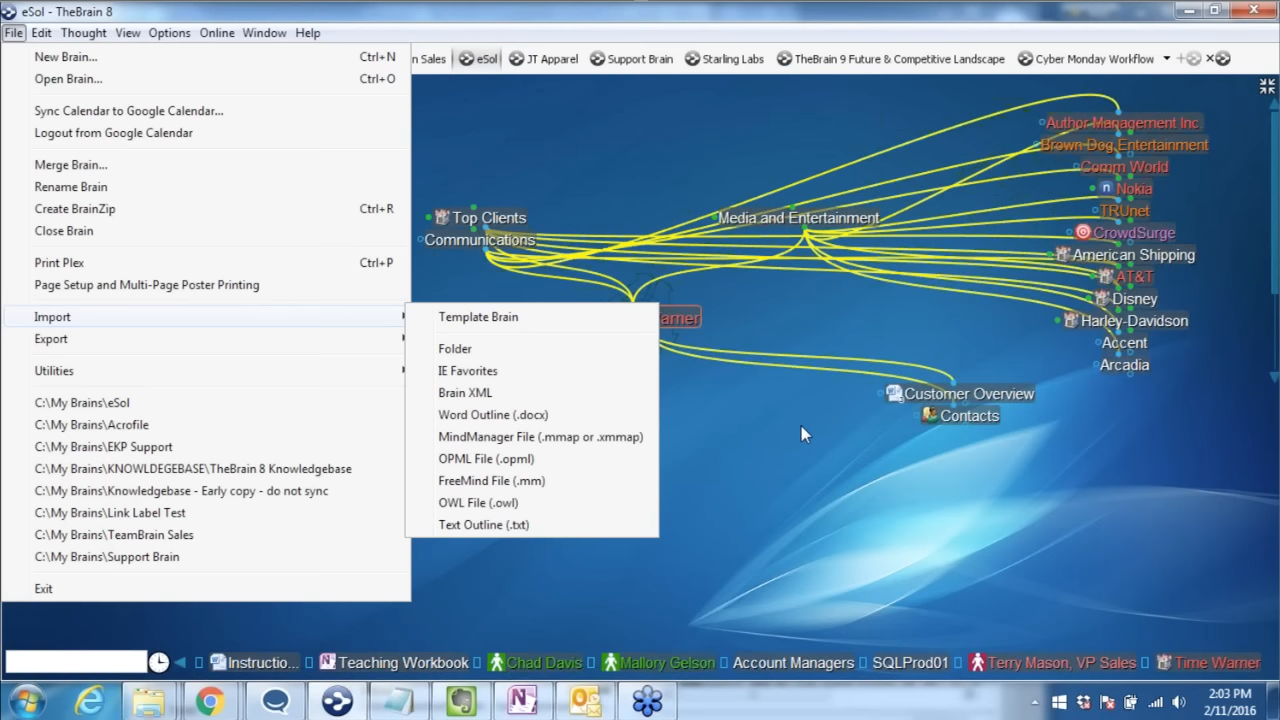 eSol - TheBrain 8
File Edit Thought View Options Online Window Help
New Brain... Ctrl+N
Open Brain... Ctrl+O
Sync Calendar to Google Calendar...
Logout from Google Calendar
Merge Brain...
Rename Brain
Create BrainZip Ctrl+R
Close Brain
Print Plex Ctrl+P
Page Setup and Multi-Page Poster Printing
Import
Export
Utilities
C:\My Brains\eSol
C:\My Brains\Acrofile
C:\My Brains\EKP Support
C:\My Brains\KNOWLDEGEBASE\TheBrain 8 Knowledgebase
C:\My Brains\Knowledgebase - Early copy - do not sync
C:\My Brains\Link Label Test
C:\My Brains\TeamBrain Sales
C:\My Brains\Support Brain
Exit
Template Brain
Folder
IE Favorites
Brain XML
Word Outline (.docx)
MindManager File (.mmap or .xmmap)
OPML File (.opml)
FreeMind File (.mm)
OWL File (.owl)
Text Outline (.txt)
n Sales eSol JT Apparel Support Brain Starling Labs TheBrain 9 Future & Competitive Landscape Cyber Monday Workflow
Top Clients
Communications
Media and Entertainment
arner
Author Management Inc.
Brown Dog Entertainment
Comm World
Nokia
TRUnet
CrowdSurge
American Shipping
AT&T
Disney
Harley-Davidson
Accent
Arcadia
Customer Overview
Contacts
Instructio... Teaching Workbook Chad Davis Mallory Gelson Account Managers SQLProd01 Terry Mason, VP Sales Time Warner
2:03 PM
2/11/2016